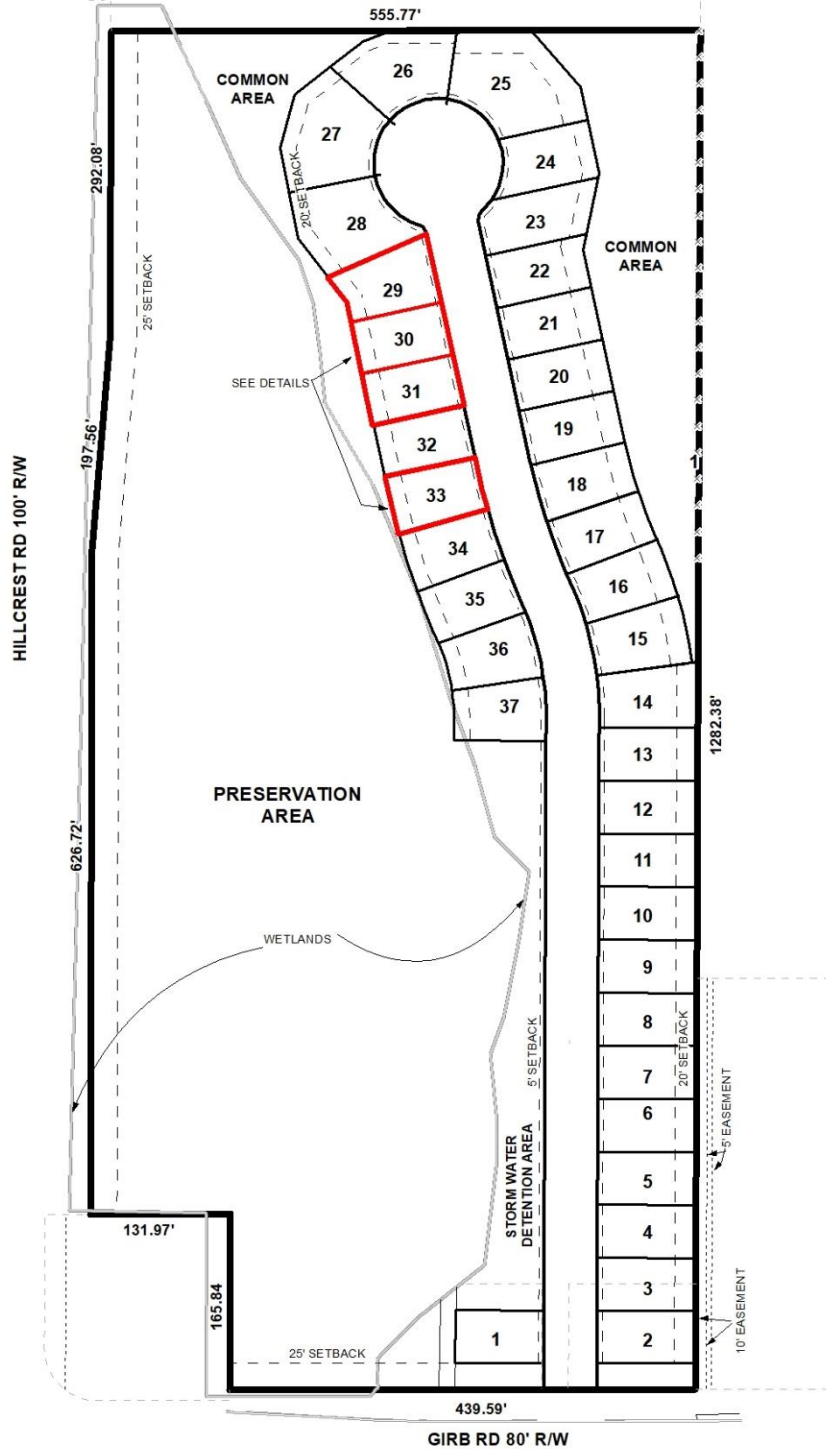 555.77'
COMMON
AREA
26
25
27
24
292.08'
20' SETBACK
28
23
COMMON
AREA
22
29
25' SETBACK
21
30
20
SEE DETAILS
31
19
32
197.56'
1
18
33
HILLCREST RD 100' R/W
17
34
16
35
15
36
14
37
1282.38'
13
PRESERVATION
AREA
12
626.72'
11
10
WETLANDS
9
8
5' SETBACK
20' SETBACK
7
6
5' EASEMENT
STORM WATER
DETENTION AREA
5
131.97'
4
3
165.84
10' EASEMENT
1
2
25' SETBACK
439.59'
GIRB RD 80' R/W